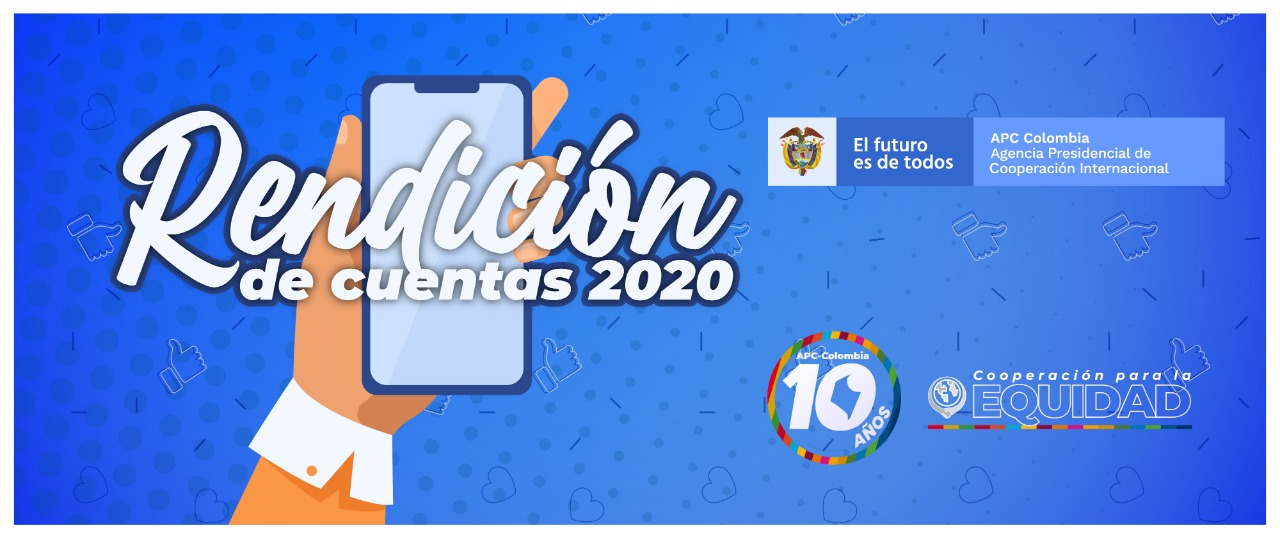 Rendición
de cuentas 2020
El futuro
es de todos
APC Colombia
Agencia Presidencial de
Cooperación Internacional
APC-Colombia
10
AÑOS
Cooperación para la
EQUIDAD